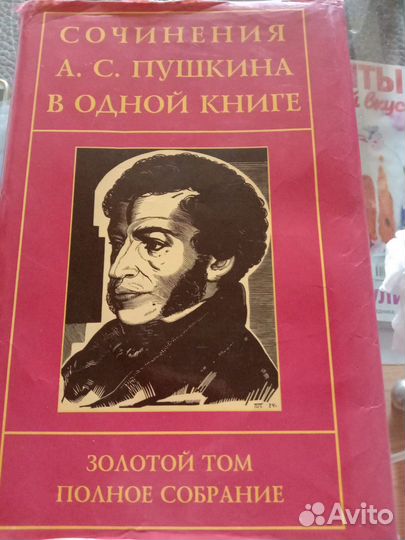 СОЧИНЕНИЯ
А. С. ПУШКИНА
В ОДНОЙ КНИГЕ
ЗОЛОТОЙ ТОМ
ПОЛНОЕ СОБРАНИЕ
Avito